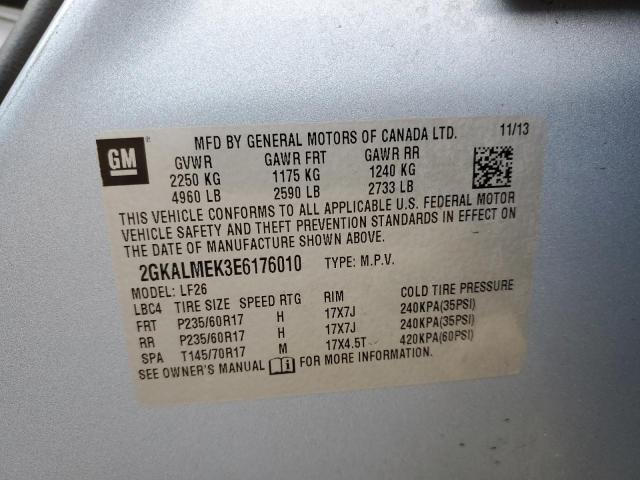 GM MFD BY GENERAL MOTORS OF CANADA LTD. 11/13
GVWR GAWR FRT GAWR RR
2250 KG 1175 KG 1240 KG
4960 LB 2590 LB 2733 LB
THIS VEHICLE CONFORMS TO ALL APPLICABLE U.S. FEDERAL MOTOR
VEHICLE SAFETY AND THEFT PREVENTION STANDARDS IN EFFECT ON
THE DATE OF MANUFACTURE SHOWN ABOVE.
2GKALMEK3E6176010 TYPE: M.P.V.
MODEL: LF26
LBC4 TIRE SIZE SPEED RTG RIM COLD TIRE PRESSURE
FRT P235/60R17 H 17X7J 240KPA(35PSI)
RR P235/60R17 H 17X7J 240KPA(35PSI)
SPA T145/70R17 M 17X4.5T 420KPA(60PSI)
SEE OWNER'S MANUAL FOR MORE INFORMATION.